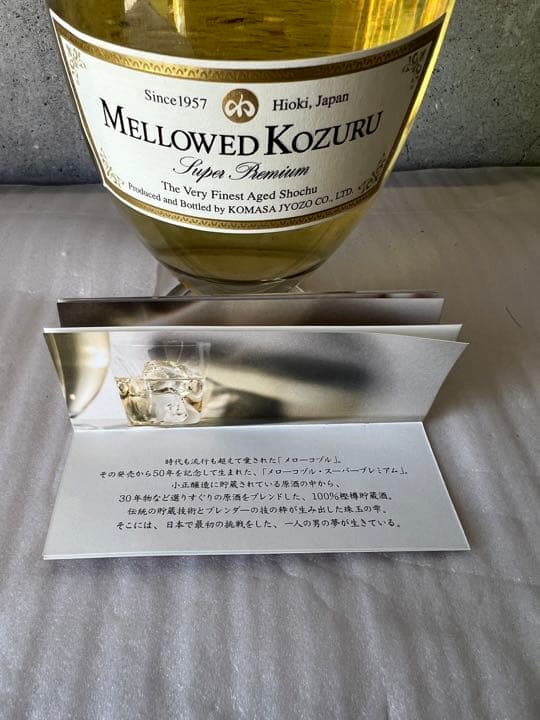 Since1957 小 Hioki, Japan
MELLOWED KOZURU
Super Premium
The Very Finest Aged Shochu
Produced and Bottled by KOMASA JYOZO CO., LTD.
時代も流行も超えて愛された「メローコヅル」。
その発売から50年を記念して生まれた、「メローコヅル・スーパープレミアム」。
小正醸造に貯蔵されている原酒の中から、
30年物など選りすぐりの原酒をブレンドした、100%樫樽貯蔵酒。
伝統の貯蔵技術とブレンダーの技の粋が生み出した珠玉の雫。
そこには、日本で最初の挑戦をした、一人の男の夢が生きている。